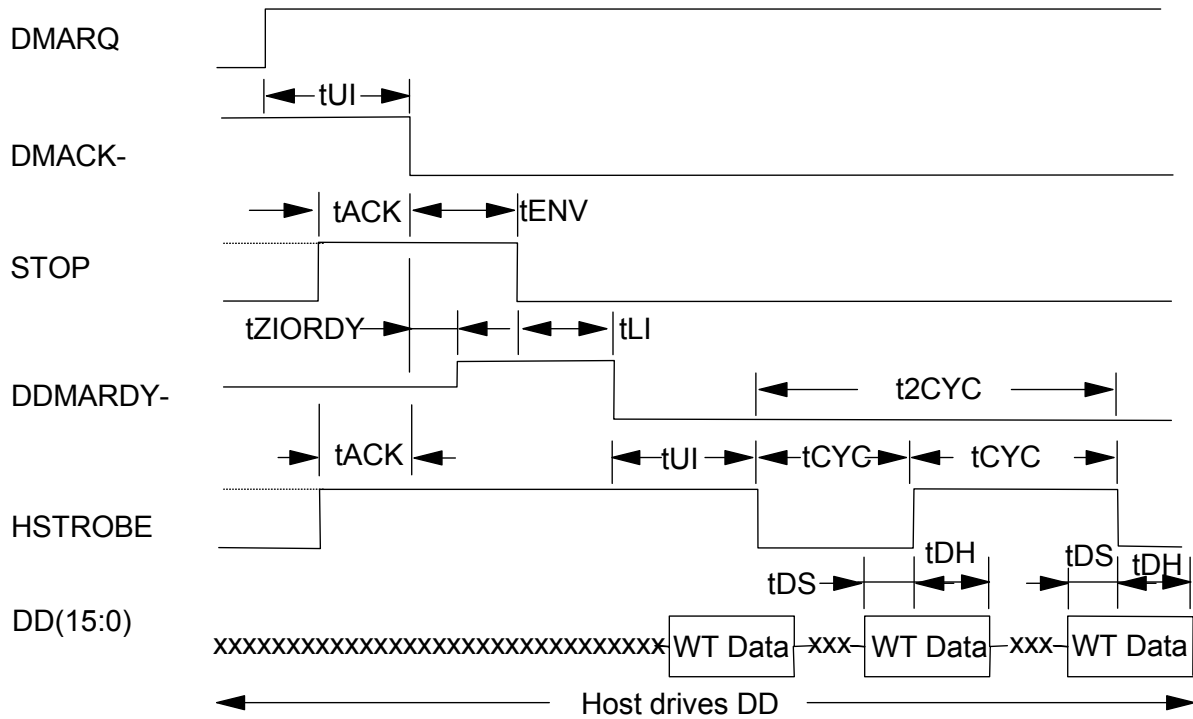 DMARQ
tUI
DMACK-
tACK tENV
STOP
tZIORDY tLI
DDMARDY- t2CYC
tACK tUI tCYC tCYC
HSTROBE
tDS tDH tDS tDH
DD(15:0)
xxxxxxxxxxxxxxxxxxxxxxxxxxxxxxx WT Data xxx WT Data xxx WT Data
Host drives DD